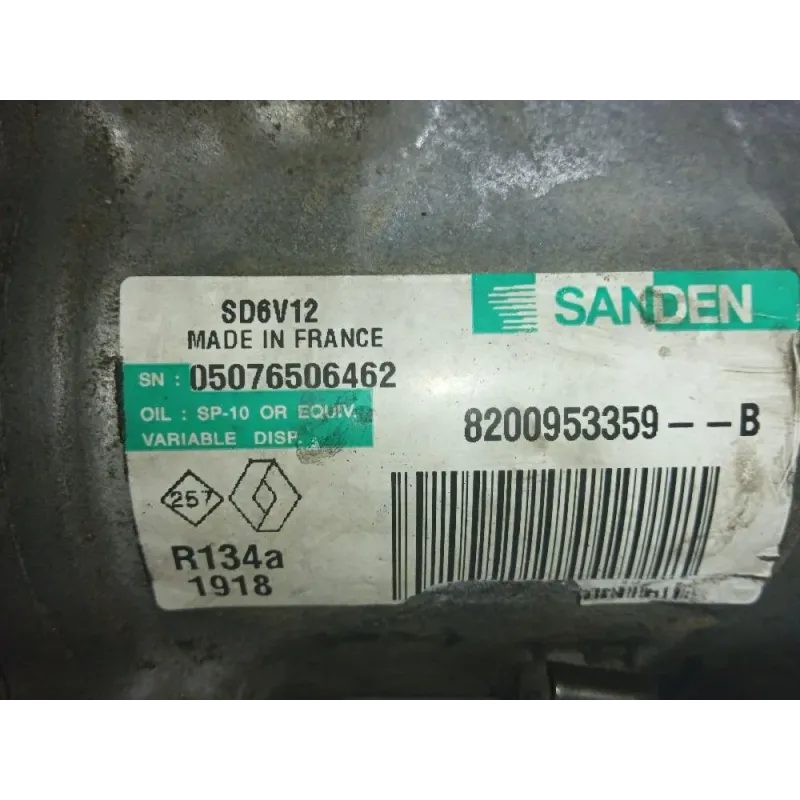 SD6V12
MADE IN FRANCE
SANDEN
SN : 05076506462
OIL : SP-10 OR EQUIV.
VARIABLE DISP.
8200953359--B
257
R134a
1918